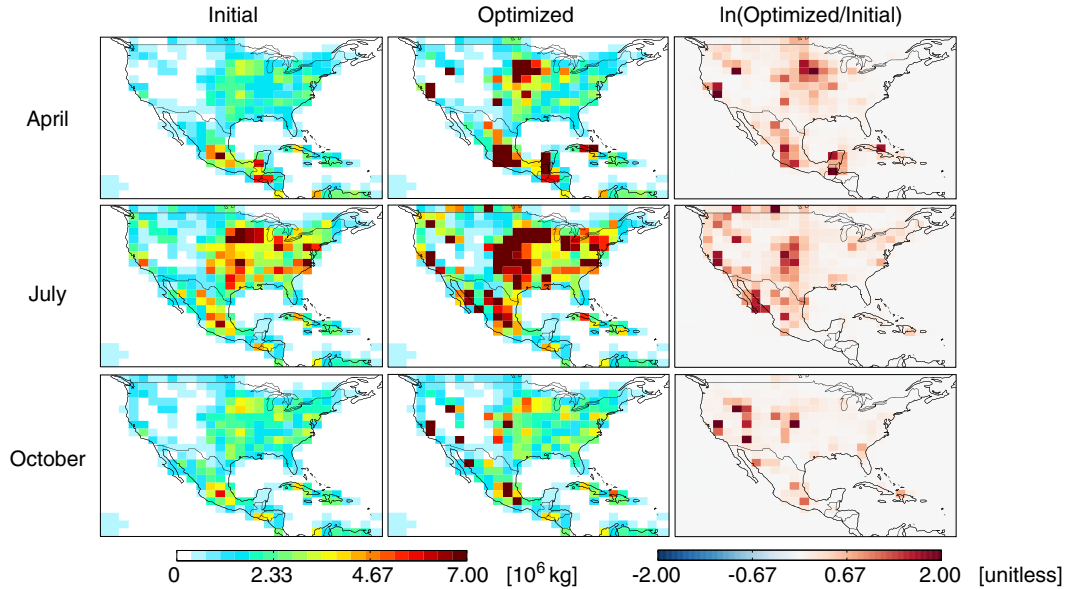 Initial Optimized ln(Optimized/Initial)
April
July
October
0 2.33 4.67 7.00 [10⁶ kg] -2.00 -0.67 0.67 2.00 [unitless]